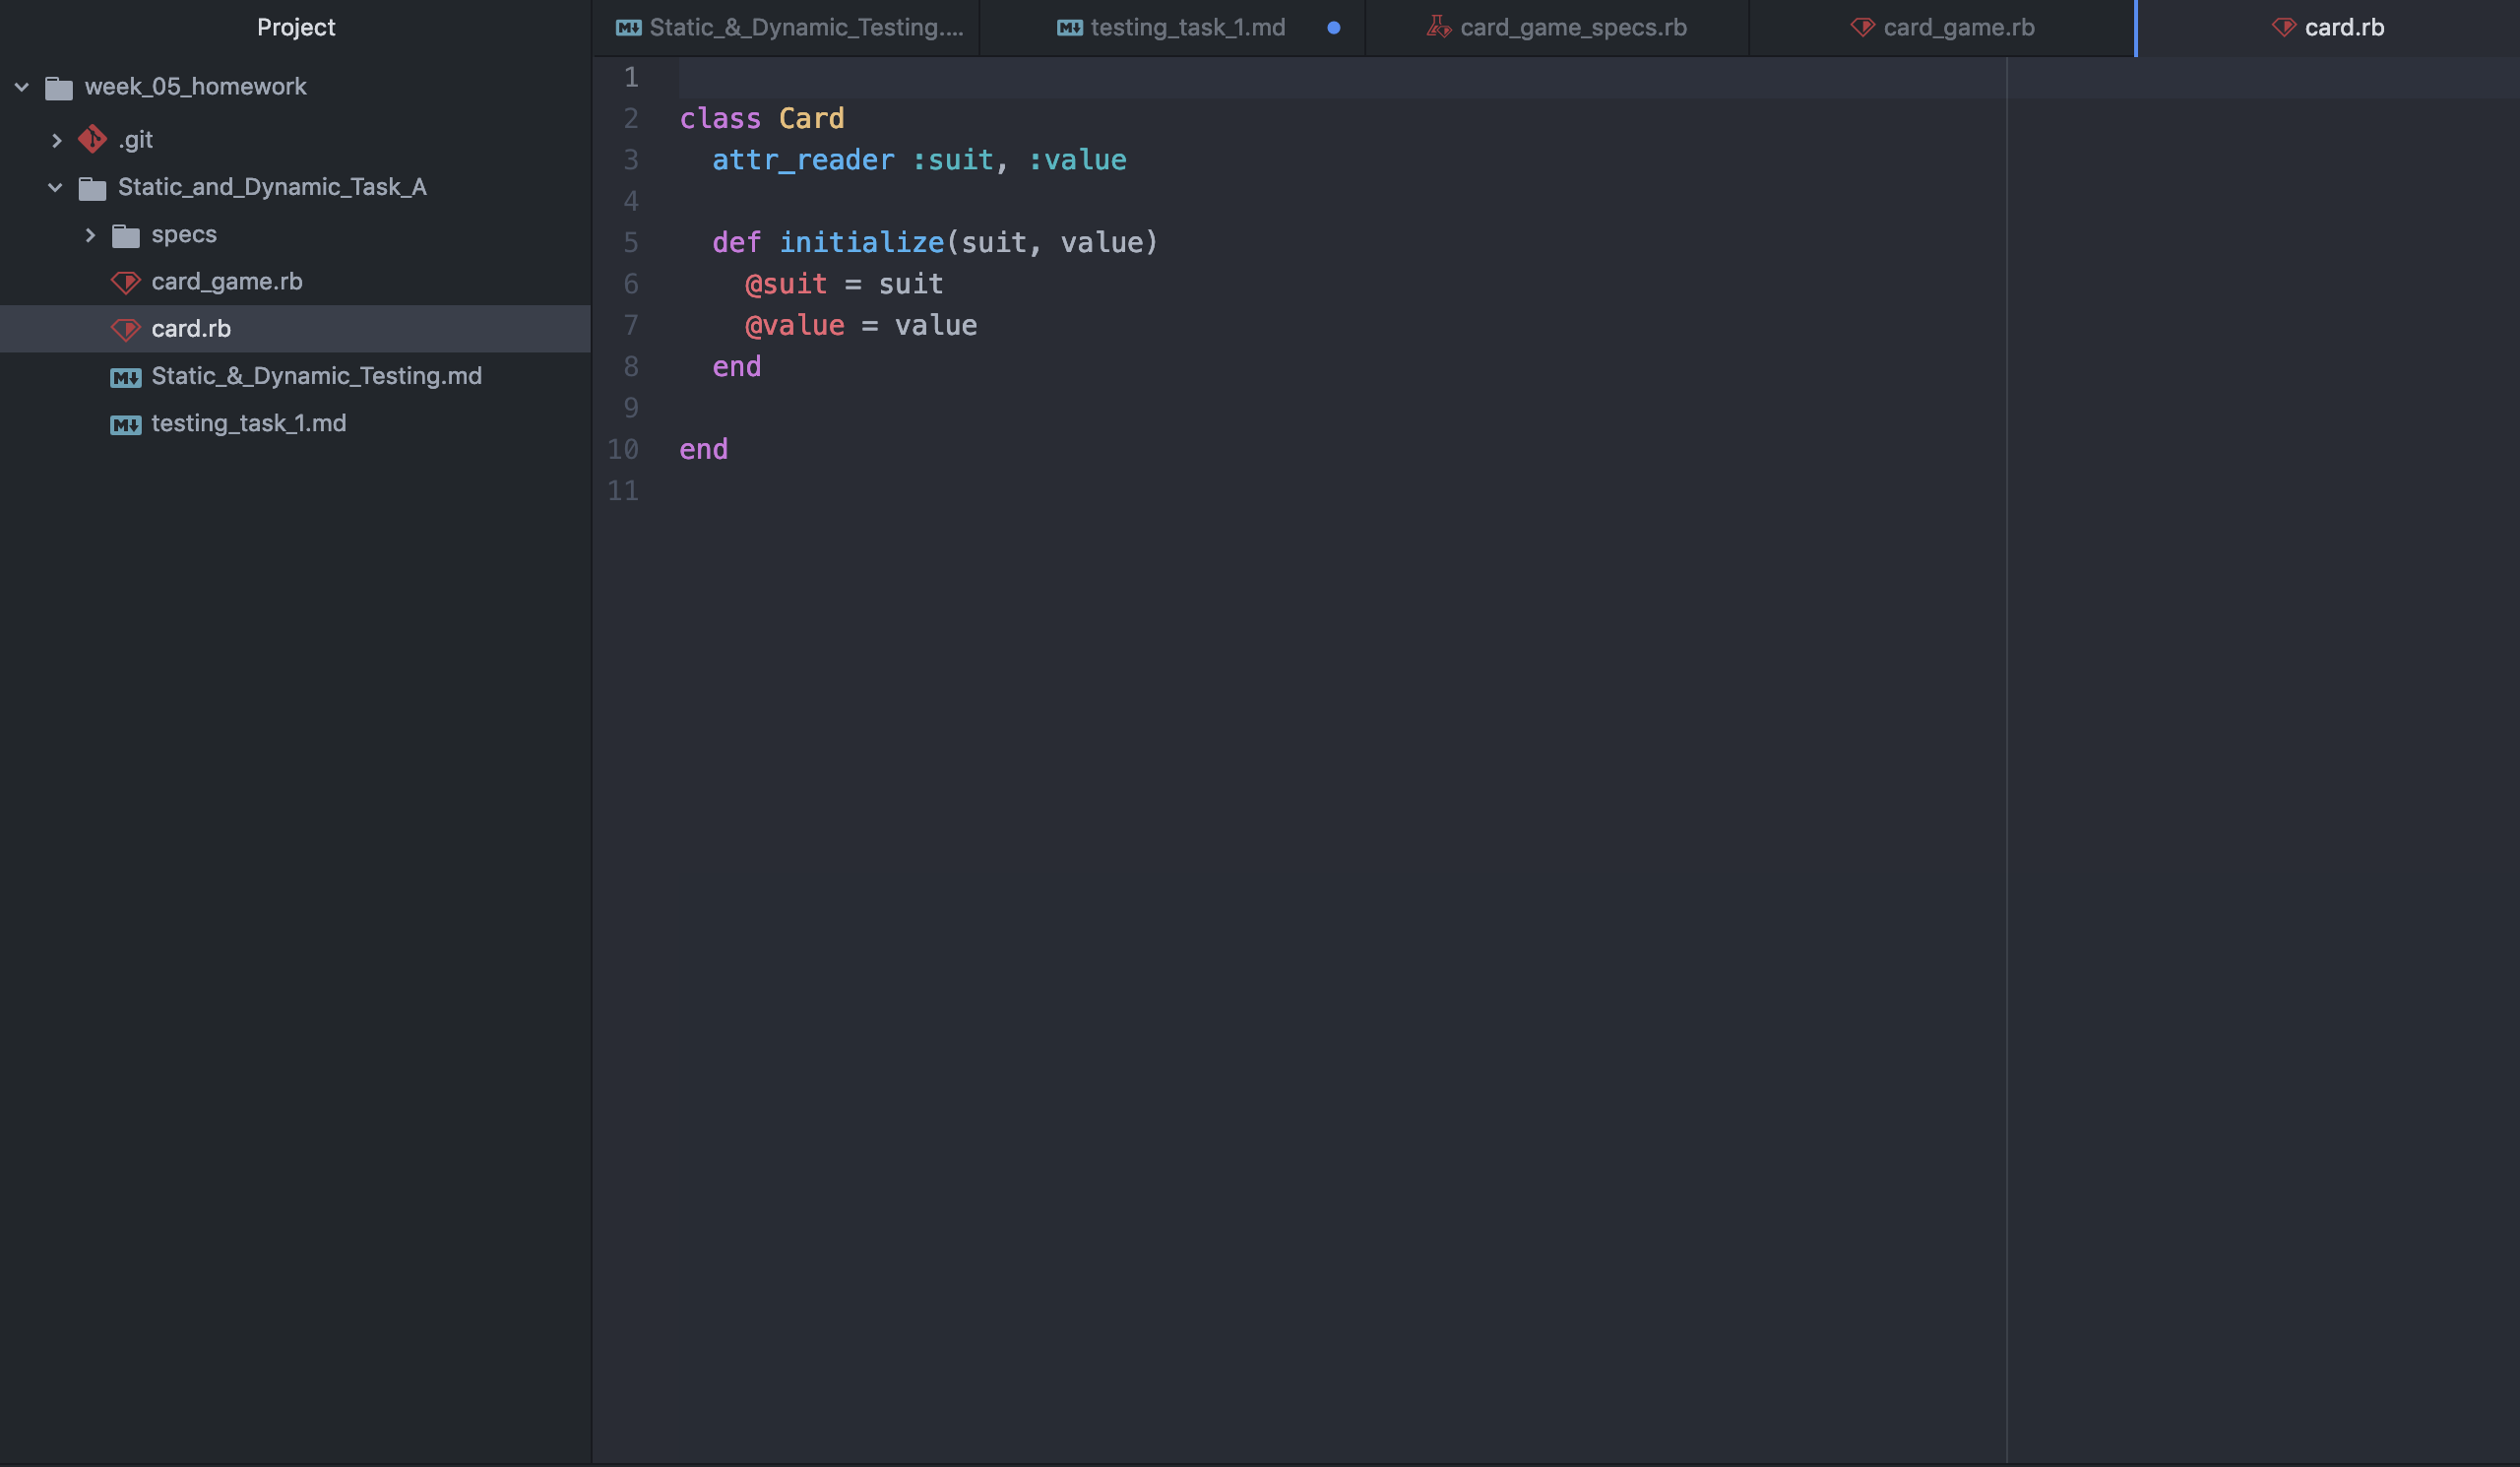 Project
week_05_homework
.git
Static_and_Dynamic_Task_A
specs
card_game.rb
card.rb
Static_&_Dynamic_Testing.md
testing_task_1.md
Static_&_Dynamic_Testing....
testing_task_1.md
card_game_specs.rb
card_game.rb
card.rb
1
2 class Card
3   attr_reader :suit, :value
4
5   def initialize(suit, value)
6     @suit = suit
7     @value = value
8   end
9
10 end
11